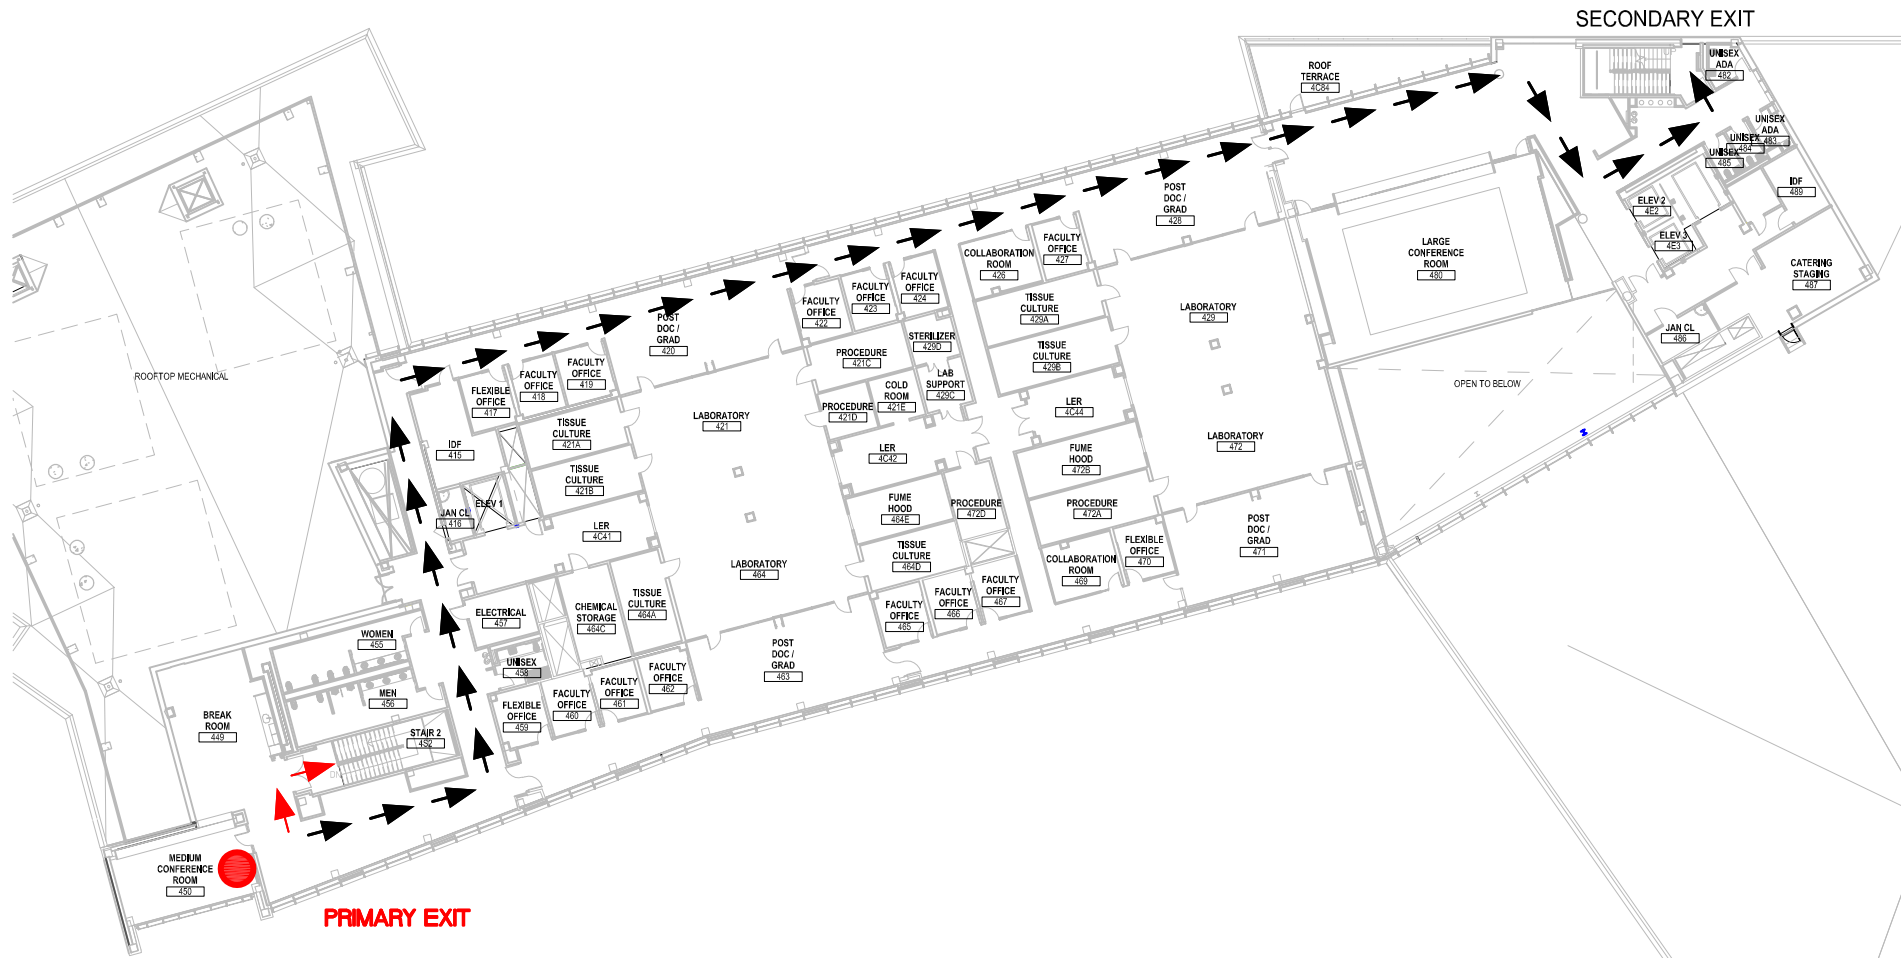 SECONDARY EXIT
ROOF
TERRACE
4C84
UNISEX
ADA
482
UNISEX
ADA
483
UNISEX
484
UNISEX
485
IDF
489
ELEV 2
4E2
ELEV 3
4E3
CATERING
STAGING
487
JAN CL
486
LARGE
CONFERENCE
ROOM
480
OPEN TO BELOW
POST
DOC /
GRAD
428
FACULTY
OFFICE
427
COLLABORATION
ROOM
426
FACULTY
OFFICE
424
FACULTY
OFFICE
423
FACULTY
OFFICE
422
TISSUE
CULTURE
429A
LABORATORY
429
STERILIZER
429D
TISSUE
CULTURE
429B
PROCEDURE
421C
LAB
SUPPORT
429C
COLD
ROOM
421E
PROCEDURE
421D
LER
4C44
LABORATORY
472
LER
4C42
FUME
HOOD
472B
FUME
HOOD
464E
PROCEDURE
472D
PROCEDURE
472A
POST
DOC /
GRAD
471
TISSUE
CULTURE
464D
FLEXIBLE
OFFICE
470
COLLABORATION
ROOM
469
FACULTY
OFFICE
467
FACULTY
OFFICE
466
FACULTY
OFFICE
465
POST
DOC /
GRAD
420
FACULTY
OFFICE
419
FACULTY
OFFICE
418
FLEXIBLE
OFFICE
417
ROOFTOP MECHANICAL
LABORATORY
421
TISSUE
CULTURE
421A
IDF
415
TISSUE
CULTURE
421B
ELEV 1
JAN CL
416
LER
4C41
LABORATORY
464
TISSUE
CULTURE
464A
CHEMICAL
STORAGE
464C
ELECTRICAL
457
WOMEN
455
UNISEX
458
POST
DOC /
GRAD
463
FACULTY
OFFICE
462
FACULTY
OFFICE
461
FACULTY
OFFICE
460
FLEXIBLE
OFFICE
459
MEN
456
BREAK
ROOM
449
STAIR 2
4S2
DN
MEDIUM
CONFERENCE
ROOM
450
PRIMARY EXIT